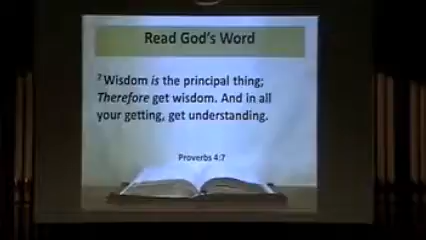 Read God's Word
7 Wisdom is the principal thing;
Therefore get wisdom. And in all
your getting, get understanding.
Proverbs 4:7